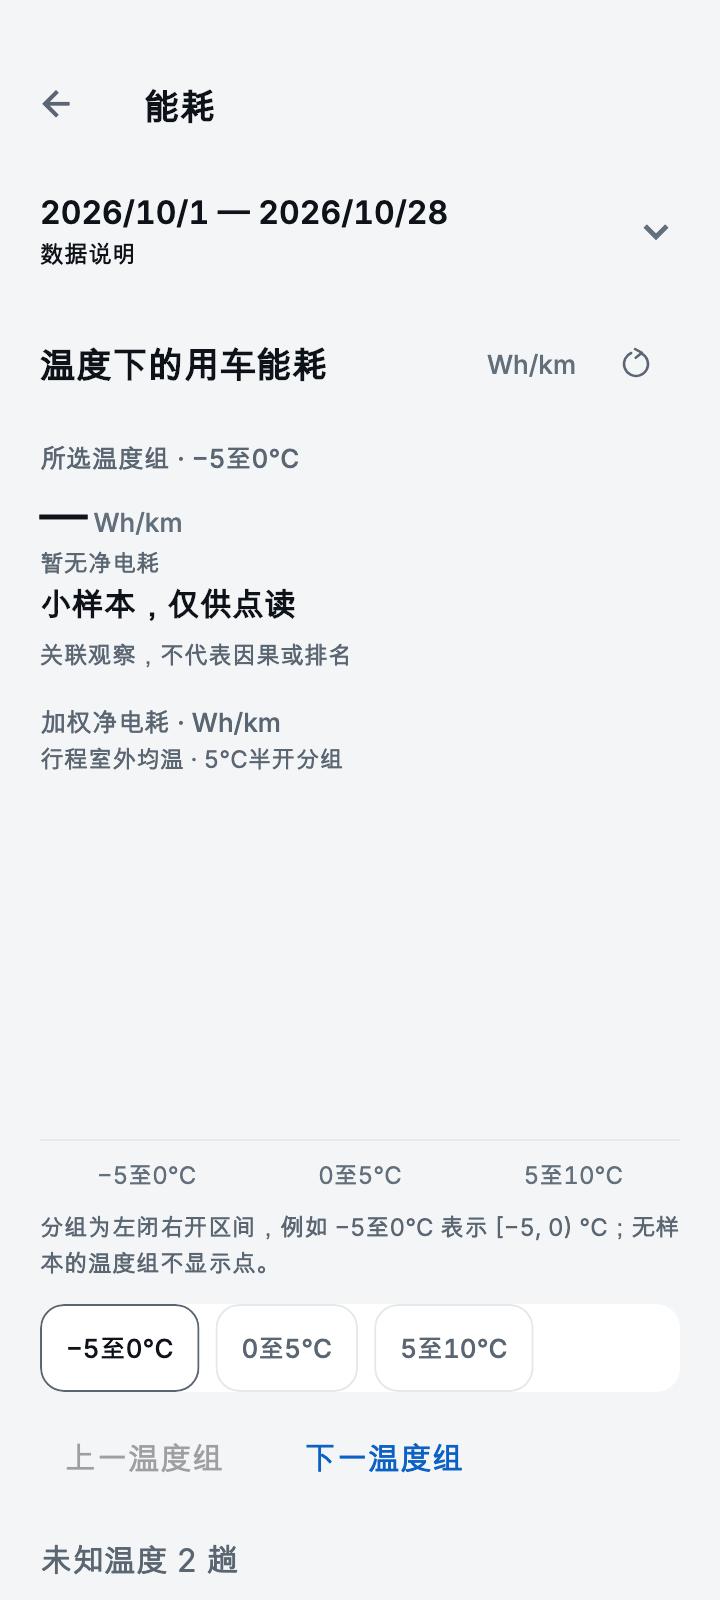 能耗
2026/10/1 — 2026/10/28
数据说明
温度下的用车能耗 Wh/km
所选温度组 · −5至0°C
— Wh/km
暂无净电耗
小样本，仅供点读
关联观察，不代表因果或排名
加权净电耗 · Wh/km
行程室外均温 · 5°C半开分组
−5至0°C 0至5°C 5至10°C
分组为左闭右开区间，例如 −5至0°C 表示 [−5, 0) °C；无样
本的温度组不显示点。
−5至0°C 0至5°C 5至10°C
上一温度组 下一温度组
未知温度 2 趟